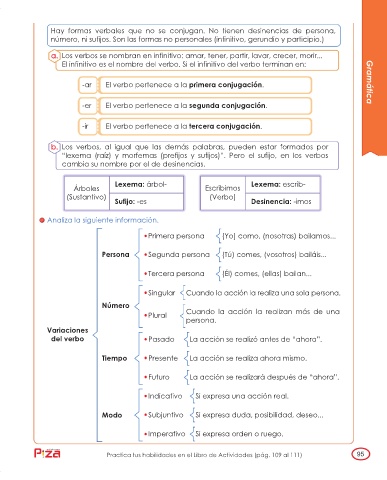 Hay formas verbales que no se conjugan. No tienen desinencias de persona,
número, ni sufijos. Son las formas no personales (infinitivo, gerundio y participio.)
a. Los verbos se nombran en infinitivo: amar, tener, partir, lavar, crecer, morir...
El infinitivo es el nombre del verbo. Si el infinitivo del verbo terminan en:
Gramática
-ar El verbo pertenece a la primera conjugación.
-er El verbo pertenece a la segunda conjugación.
-ir El verbo pertenece a la tercera conjugación.
b. Los verbos, al igual que las demás palabras, pueden estar formados por
"lexema (raíz) y morfemas (prefijos y sufijos)". Pero el sufijo, en los verbos
cambia su nombre por el de desinencias.
Árboles (Sustantivo)
Lexema: árbol-
Sufijo: -es
Escribimos (Verbo)
Lexema: escrib-
Desinencia: -imos
Analiza la siguiente información.
Variaciones del verbo
Persona
• Primera persona (Yo) como, (nosotras) bailamos...
• Segunda persona (Tú) comes, (vosotros) bailáis...
• Tercera persona (Él) comes, (ellas) bailan...
Número
• Singular Cuando la acción la realiza una sola persona.
• Plural Cuando la acción la realizan más de una
persona.
Tiempo
• Pasado La acción se realizó antes de "ahora".
• Presente La acción se realiza ahora mismo.
• Futuro La acción se realizará después de "ahora".
Modo
• Indicativo Si expresa una acción real.
• Subjuntivo Si expresa duda, posibilidad, deseo...
• Imperativo Si expresa orden o ruego.
Practica tus habilidades en el Libro de Actividades (pág. 109 al 111)
95